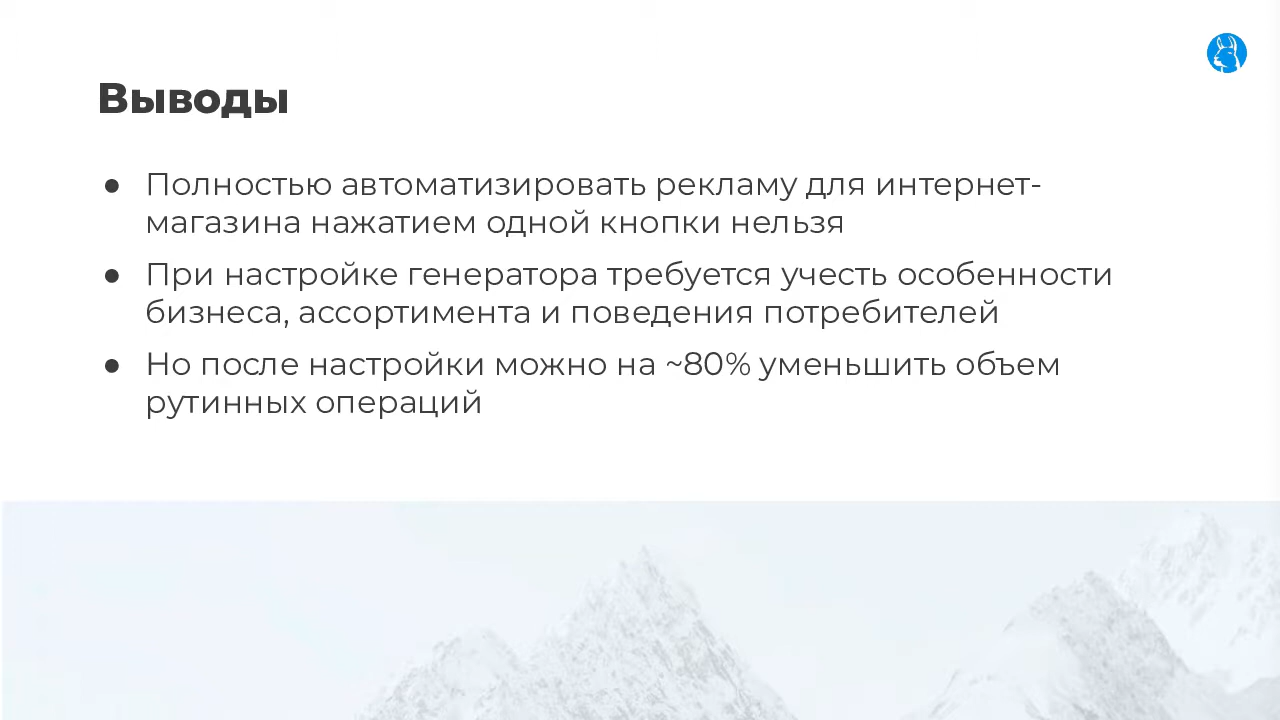 Выводы
● Полностью автоматизировать рекламу для интернет-
магазина нажатием одной кнопки нельзя
● При настройке генератора требуется учесть особенности
бизнеса, ассортимента и поведения потребителей
● Но после настройки можно на ~80% уменьшить объем
рутинных операций